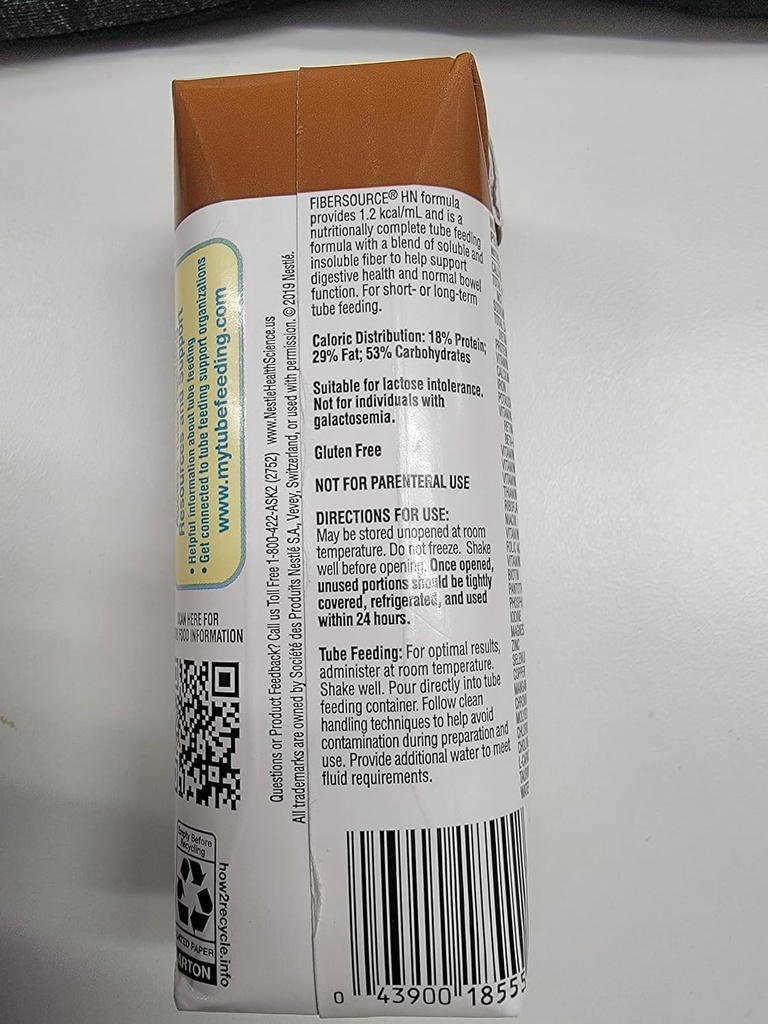 FIBERSOURCE® HN formula
provides 1.2 kcal/mL and is a
nutritionally complete tube feeding
formula with a blend of soluble and
insoluble fiber to help support
digestive health and normal bowel
function. For short- or long-term
tube feeding.
Caloric Distribution: 18% Protein;
29% Fat; 53% Carbohydrates
Suitable for lactose intolerance.
Not for individuals with
galactosemia.
Gluten Free
NOT FOR PARENTERAL USE
DIRECTIONS FOR USE:
May be stored unopened at room
temperature. Do not freeze. Shake
well before opening. Once opened,
unused portions should be tightly
covered, refrigerated, and used
within 24 hours.
Tube Feeding: For optimal results,
administer at room temperature.
Shake well. Pour directly into tube
feeding container. Follow clean
handling techniques to help avoid
contamination during preparation and
use. Provide additional water to meet
fluid requirements.
0 43900 18555
Resources and Support
• Helpful information about tube feeding
• Get connected to tube feeding support organizations
www.mytubefeeding.com
Questions or Product Feedback? Call us Toll Free 1-800-422-ASK2 (2752) www.NestleHealthScience.us
All trademarks are owned by Société des Produits Nestlé S.A., Vevey, Switzerland, or used with permission. © 2019 Nestlé.
HERE FOR
FOOD INFORMATION
Empty Before
Recycling
PAPER
how2recycle.info